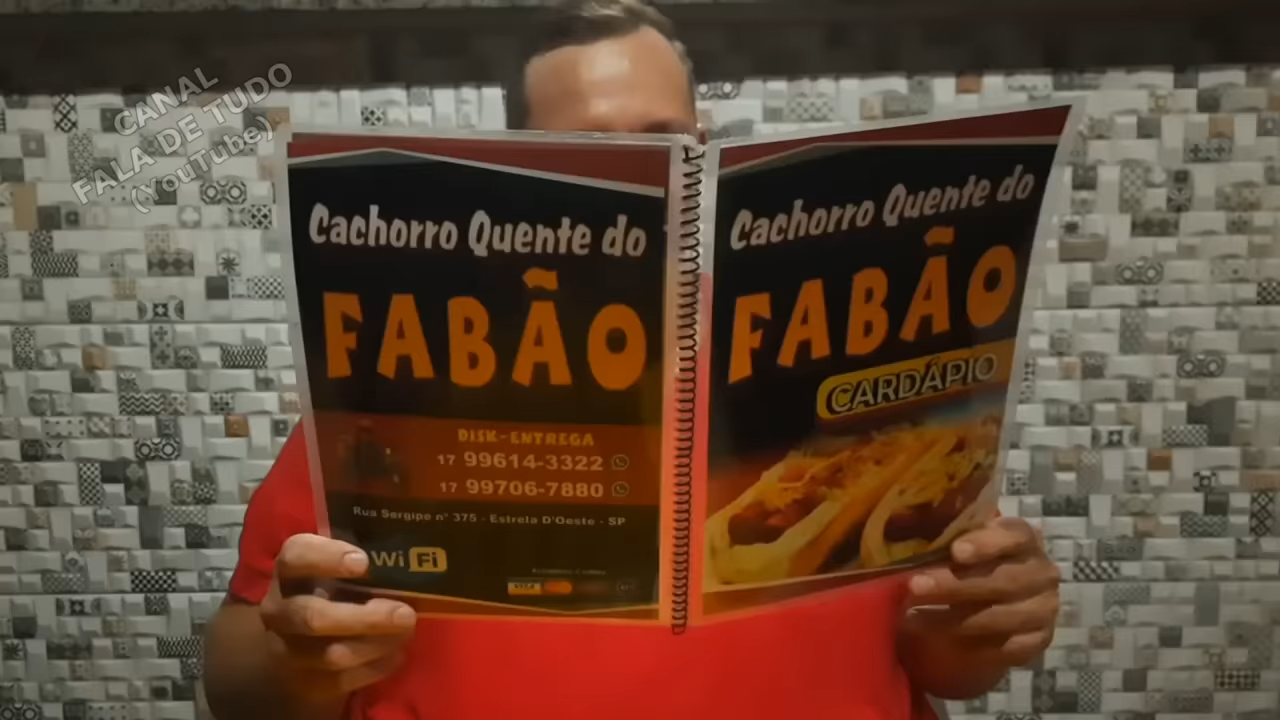 CANAL
FALA DE TUDO
(YouTube)
Cachorro Quente do
FABÃO
DISK-ENTREGA
17 99614-3322
17 99706-7880
Rua Sergipe n° 375 - Estrela D'Oeste - SP
Wi Fi
VISA
Cachorro Quente do
FABÃO
CARDÁPIO